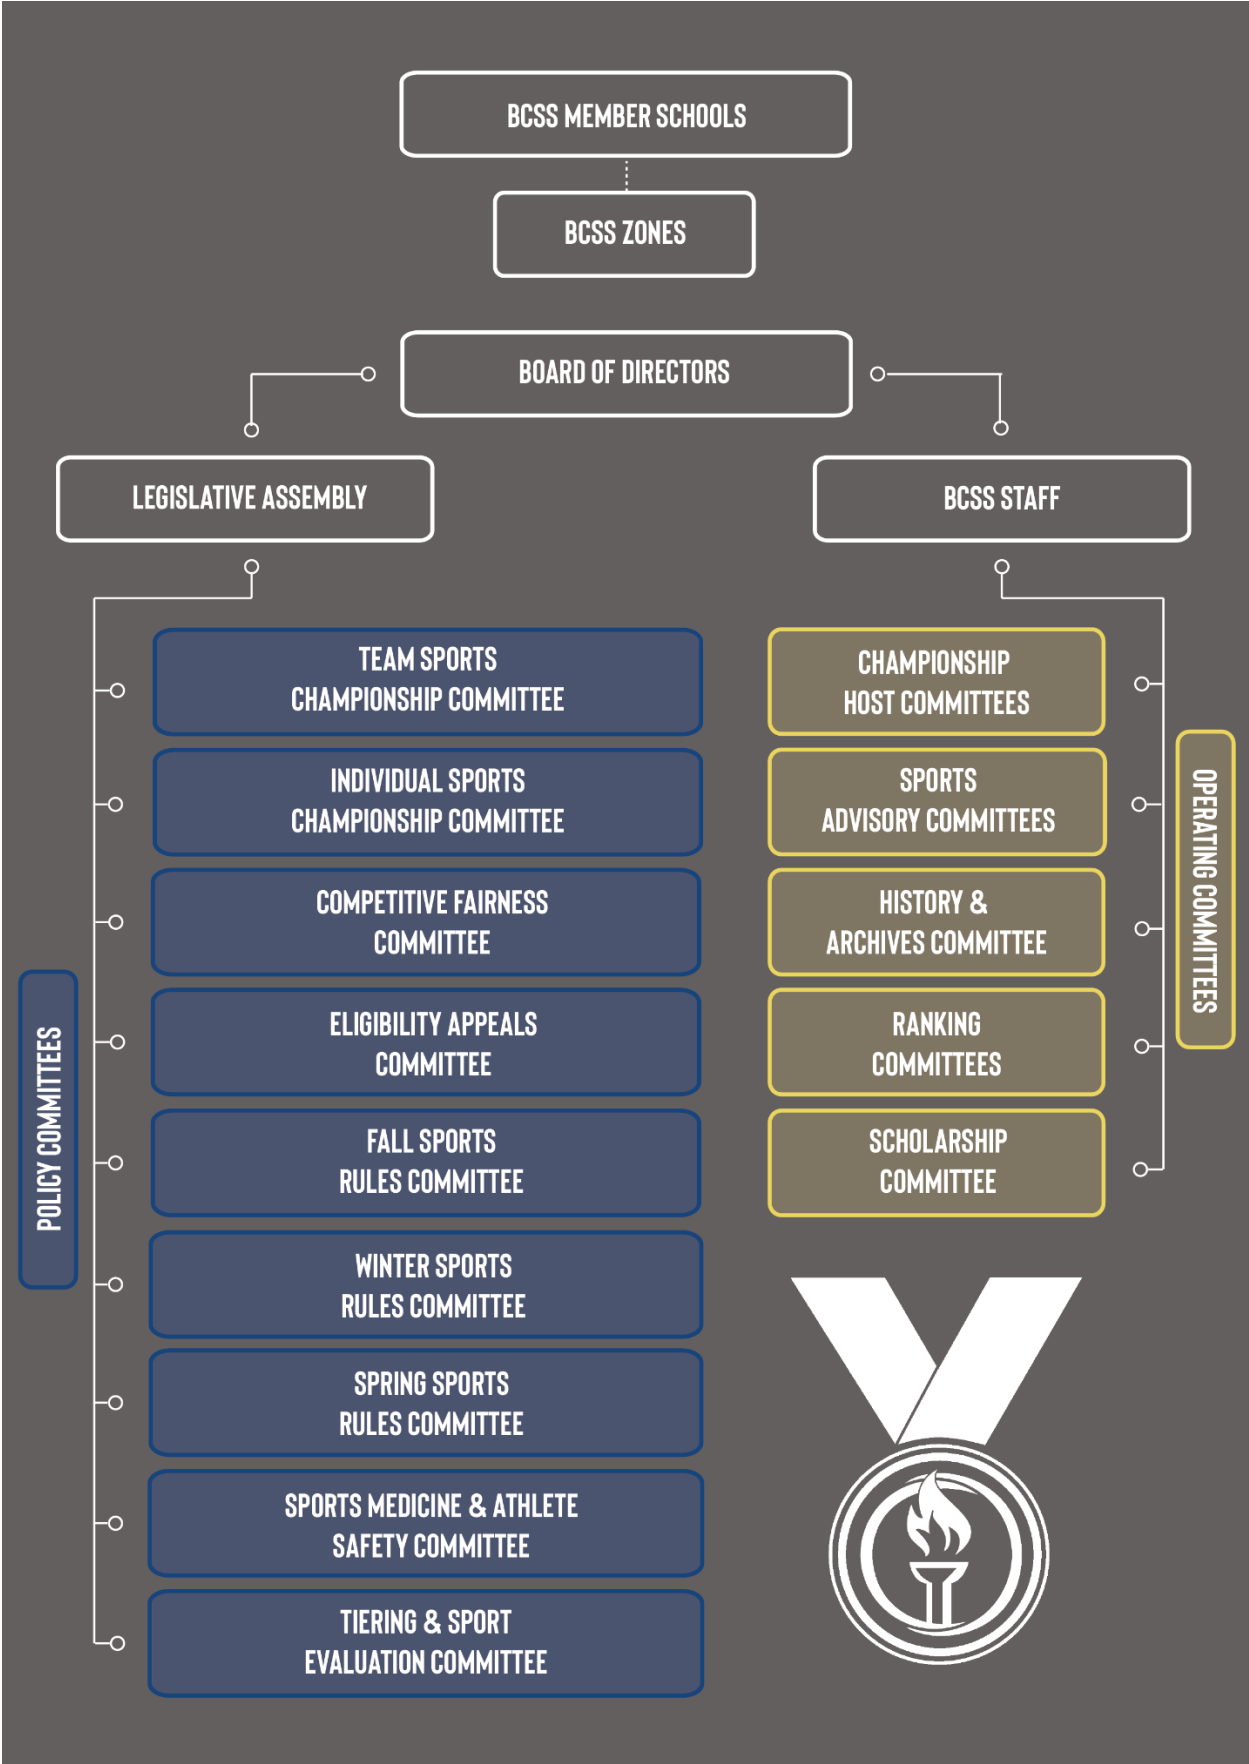 BCSS MEMBER SCHOOLS
BCSS ZONES
BOARD OF DIRECTORS
LEGISLATIVE ASSEMBLY
BCSS STAFF
POLICY COMMITTEES
TEAM SPORTS
CHAMPIONSHIP COMMITTEE
INDIVIDUAL SPORTS
CHAMPIONSHIP COMMITTEE
COMPETITIVE FAIRNESS
COMMITTEE
ELIGIBILITY APPEALS
COMMITTEE
FALL SPORTS
RULES COMMITTEE
WINTER SPORTS
RULES COMMITTEE
SPRING SPORTS
RULES COMMITTEE
SPORTS MEDICINE & ATHLETE
SAFETY COMMITTEE
TIERING & SPORT
EVALUATION COMMITTEE
CHAMPIONSHIP
HOST COMMITTEES
SPORTS
ADVISORY COMMITTEES
HISTORY &
ARCHIVES COMMITTEE
RANKING
COMMITTEES
SCHOLARSHIP
COMMITTEE
OPERATING COMMITTEES